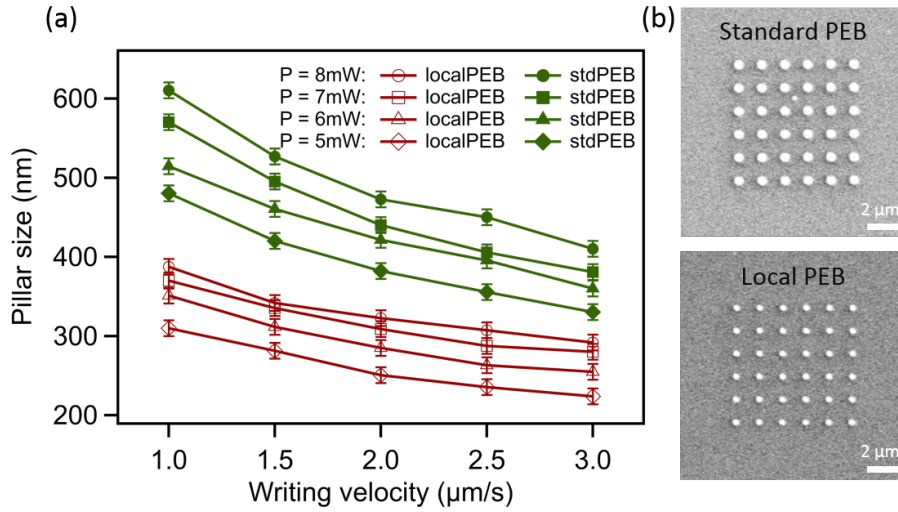 (a)
600
500
400
300
200
Pillar size (nm)
P = 8mW: localPEB stdPEB
P = 7mW: localPEB stdPEB
P = 6mW: localPEB stdPEB
P = 5mW: localPEB stdPEB
1.0 1.5 2.0 2.5 3.0
Writing velocity (µm/s)
(b)
Standard PEB
2 µm
Local PEB
2 µm